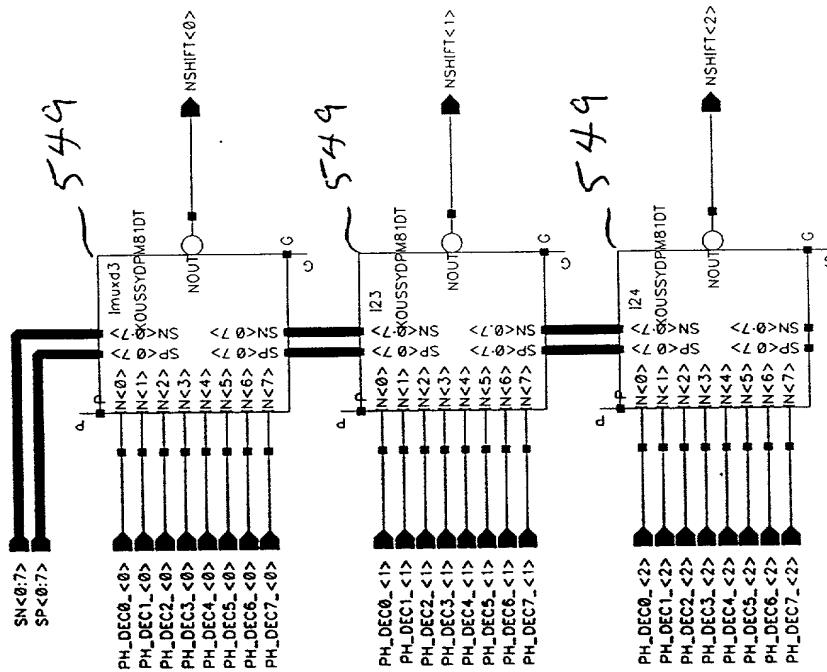 SN<0:7>
SP<0:7>
549
Imuxd3
XOUSSYDPM81DT
SN<0:7>
SP<0:7>
PH_DEC0_<0> N<0>
PH_DEC1_<0> N<1>
PH_DEC2_<0> N<2>
PH_DEC3_<0> N<3>
PH_DEC4_<0> N<4>
PH_DEC5_<0> N<5>
PH_DEC6_<0> N<6>
PH_DEC7_<0> N<7>
SN<0:7>
SP<0:7>
P
NOUT
NSHIFT<0>
G
G
549
I23
XOUSSYDPM81DT
SN<0:7>
SP<0:7>
PH_DEC0_<1> N<0>
PH_DEC1_<1> N<1>
PH_DEC2_<1> N<2>
PH_DEC3_<1> N<3>
PH_DEC4_<1> N<4>
PH_DEC5_<1> N<5>
PH_DEC6_<1> N<6>
PH_DEC7_<1> N<7>
SN<0:7>
SP<0:7>
P
NOUT
NSHIFT<1>
G
G
549
I24
XOUSSYDPM81DT
SN<0:7>
SP<0:7>
PH_DEC0_<2> N<0>
PH_DEC1_<2> N<1>
PH_DEC2_<2> N<2>
PH_DEC3_<2> N<3>
PH_DEC4_<2> N<4>
PH_DEC5_<2> N<5>
PH_DEC6_<2> N<6>
PH_DEC7_<2> N<7>
SN<0:7>
SP<0:7>
P
NOUT
NSHIFT<2>
G
G